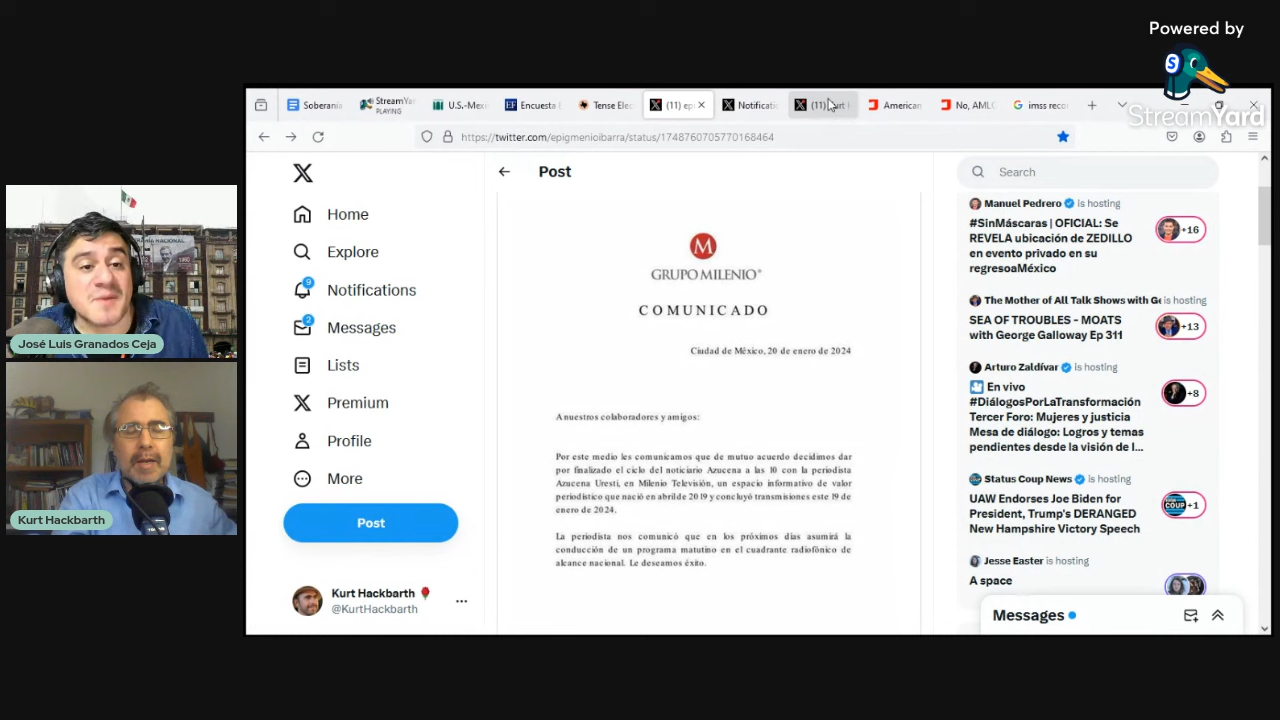 Powered by
StreamYard
Soberanía
StreamYar
PLAYING
U.S.-Mexi
Encuesta
Tense Elec
(11) epi
Notificatio
(11)
American
No, AMLO
imss reco
https://twitter.com/epigmenioibarra/status/1748760705770168464
Home
Explore
9
Notifications
2
Messages
Lists
Premium
Profile
More
Post
Kurt Hackbarth
@KurtHackbarth
Post
M
GRUPO MILENIO®
COMUNICADO
Ciudad de México, 20 de enero de 2024
A nuestros colaboradores y amigos:
Por este medio les comunicamos que de mutuo acuerdo decidimos dar
por finalizado el ciclo del noticiario Azucena a las 10 con la periodista
Azucena Uresti, en Milenio Televisión, un espacio informativo de valor
periodístico que nació en abril de 2019 y concluyó transmisiones este 19 de
enero de 2024.
La periodista nos comunicó que en los próximos días asumirá la
conducción de un programa matutino en el cuadrante radiofónico de
alcance nacional. Le deseamos éxito.
Search
Manuel Pedrero is hosting
#SinMáscaras | OFICIAL: Se
REVELA ubicación de ZEDILLO
en evento privado en su
regresoaMéxico
+16
The Mother of All Talk Shows with Ge is hosting
SEA OF TROUBLES - MOATS
with George Galloway Ep 311
+13
Arturo Zaldívar is hosting
En vivo
#DiálogosPorLaTransformación
Tercer Foro: Mujeres y justicia
Mesa de diálogo: Logros y temas
pendientes desde la visión de l...
+8
Status Coup News is hosting
UAW Endorses Joe Biden for
President, Trump's DERANGED
New Hampshire Victory Speech
+1
Jesse Easter is hosting
A space
Messages
José Luis Granados Ceja
Kurt Hackbarth